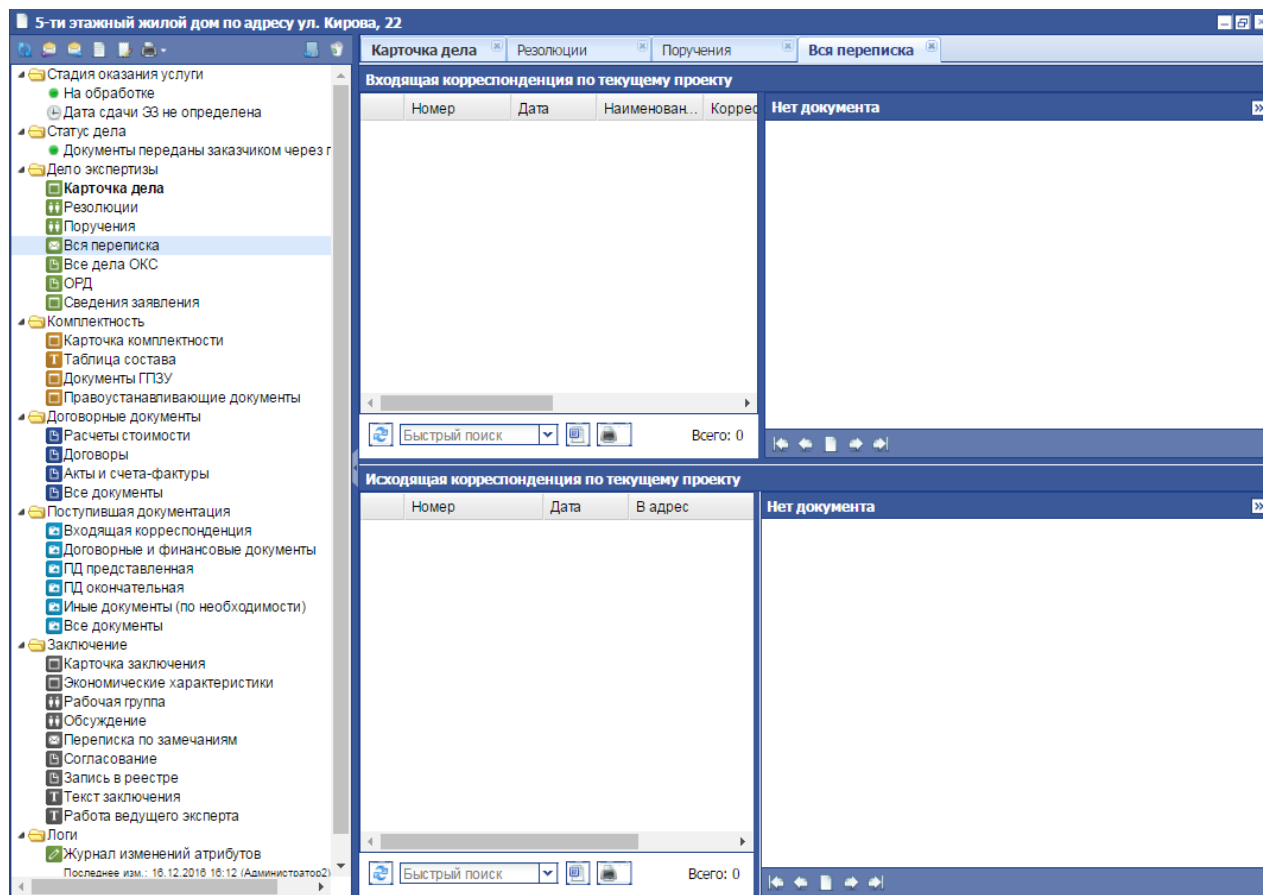 5-ти этажный жилой дом по адресу ул. Кирова, 22
Стадия оказания услуги
На обработке
Дата сдачи ЭЗ не определена
Статус дела
Документы переданы заказчиком через г
Дело экспертизы
Карточка дела
Резолюции
Поручения
Вся переписка
Все дела ОКС
ОРД
Сведения заявления
Комплектность
Карточка комплектности
Таблица состава
Документы ГПЗУ
Правоустанавливающие документы
Договорные документы
Расчеты стоимости
Договоры
Акты и счета-фактуры
Все документы
Поступившая документация
Входящая корреспонденция
Договорные и финансовые документы
ПД представленная
ПД окончательная
Иные документы (по необходимости)
Все документы
Заключение
Карточка заключения
Экономические характеристики
Рабочая группа
Обсуждение
Переписка по замечаниям
Согласование
Запись в реестре
Текст заключения
Работа ведущего эксперта
Логи
Журнал изменений атрибутов
Последнее изм.: 16.12.2016 16:12 (Администратор2)
Карточка дела Резолюции Поручения Вся переписка
Входящая корреспонденция по текущему проекту
Номер Дата Наименован... Коррес
Нет документа
Быстрый поиск Всего: 0
Исходящая корреспонденция по текущему проекту
Номер Дата В адрес
Нет документа
Быстрый поиск Всего: 0